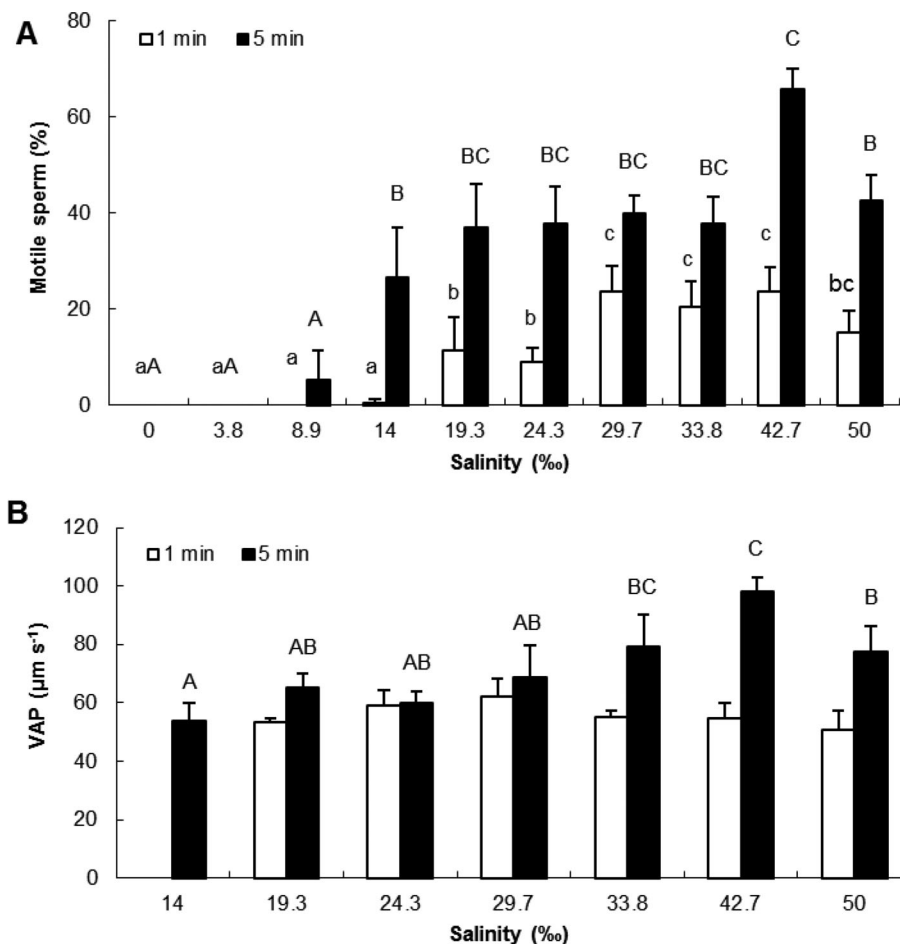 A
1 min 5 min
Motile sperm (%)
80
60
40
20
0
aA aA a A a B b BC b BC c BC c BC c C bc B
0 3.8 8.9 14 19.3 24.3 29.7 33.8 42.7 50
Salinity (‰)
B
1 min 5 min
VAP (µm s⁻¹)
120
100
80
60
40
20
0
A AB AB AB BC C B
14 19.3 24.3 29.7 33.8 42.7 50
Salinity (‰)